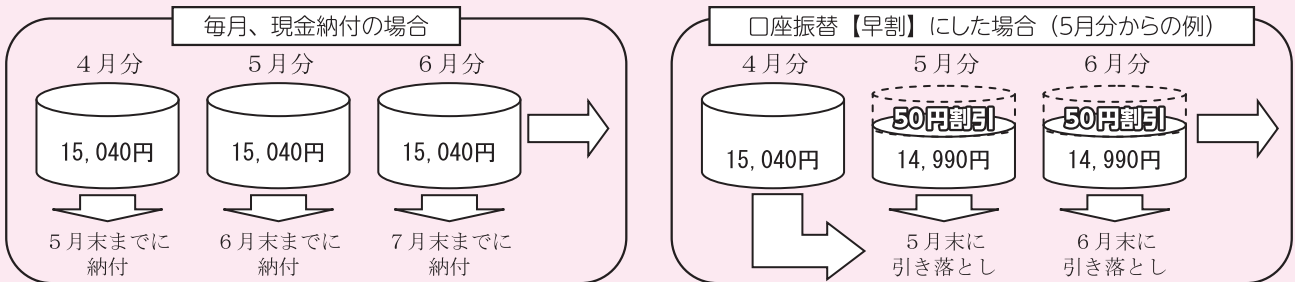 毎月、現金納付の場合
4月分 5月分 6月分
15,040円 15,040円 15,040円
5月末までに 6月末までに 7月末までに
納付 納付 納付
口座振替【早割】にした場合（5月分からの例）
4月分 5月分 6月分
50円割引 50円割引
15,040円 14,990円 14,990円
5月末に 6月末に
引き落とし 引き落とし